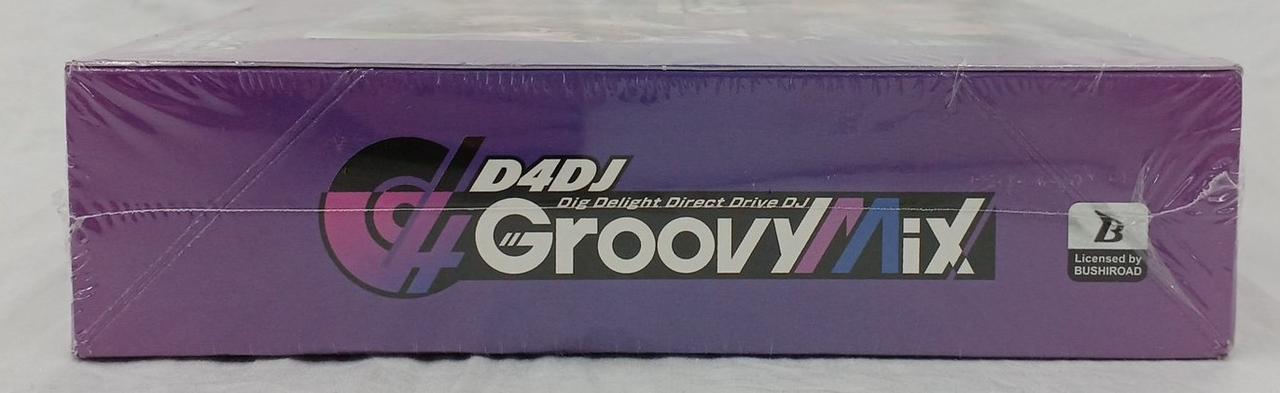 D4DJ
Dig Delight Direct Drive DJ
GroovyMix
Licensed by
BUSHIROAD